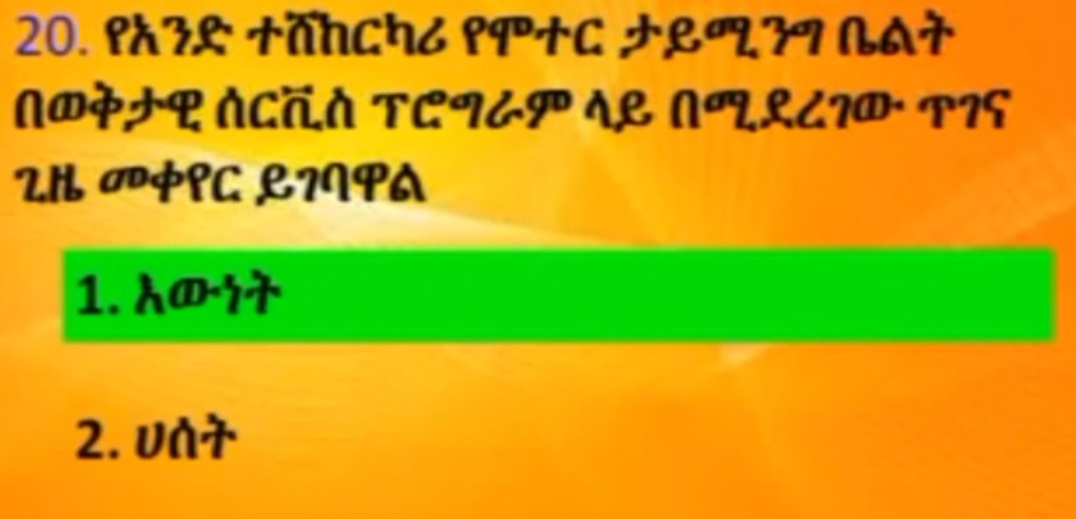 20. የአንድ ተሽከርካሪ የሞተር ታይሚንግ ቤልት
በወቅታዊ ሰርቪስ ፕሮግራም ላይ በሚደረገው ጥገና
ጊዜ መቀየር ይገባዋል
1. እውነት
2. ሀሰት